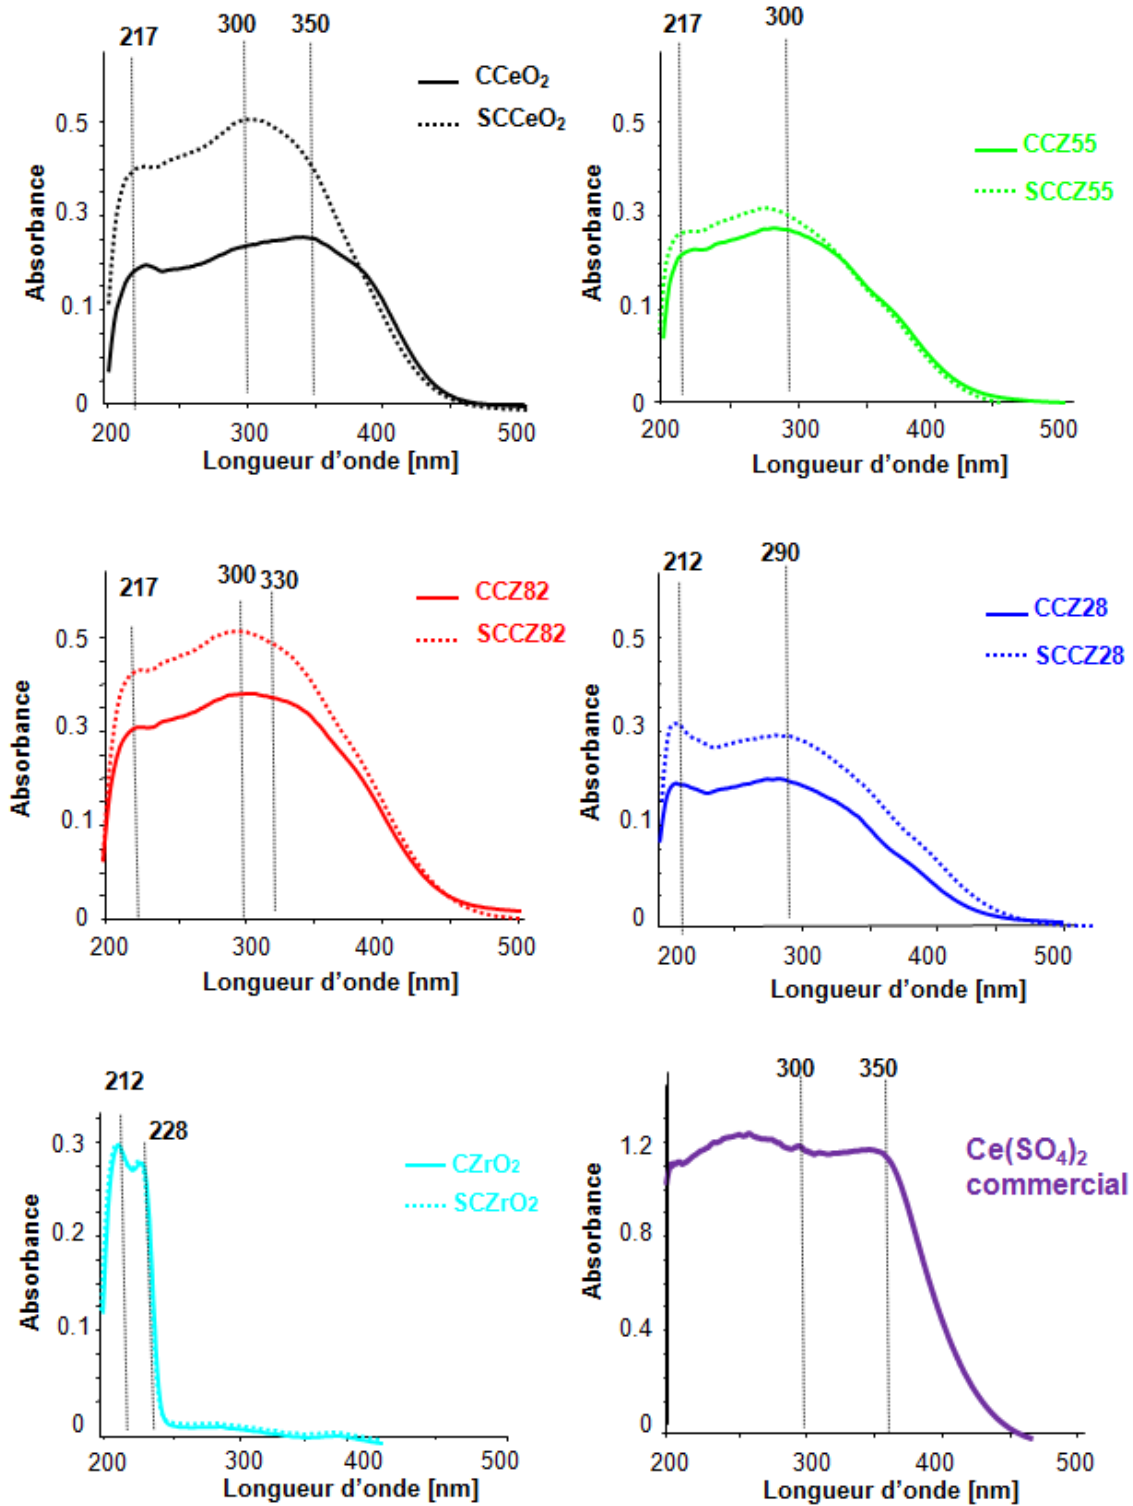 217
300
350
CCeO₂
SCCeO₂
0.5
0.3
0.1
0
Absorbance
200
300
400
500
Longueur d’onde [nm]
217
300
CCZ55
SCCZ55
0.5
0.3
0.1
0
Absorbance
200
300
400
500
Longueur d’onde [nm]
217
300
330
CCZ82
SCCZ82
0.5
0.3
0.1
0
Absorbance
200
300
400
500
Longueur d’onde [nm]
212
290
CCZ28
SCCZ28
0.5
0.3
0.1
0
Absorbance
200
300
400
500
Longueur d’onde [nm]
212
228
CZrO₂
SCZrO₂
0.3
0.2
0.1
0
Absorbance
200
300
400
500
Longueur d’onde [nm]
300
350
Ce(SO₄)₂
commercial
1.2
0.8
0.4
0
Absorbance
200
300
400
500
Longueur d’onde [nm]